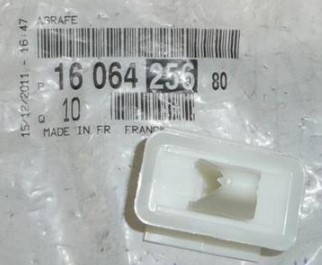 AGRAFE
15/12/2011 - 16:47
P 16 064 256 80
Q 10
MADE IN FR FRANCE